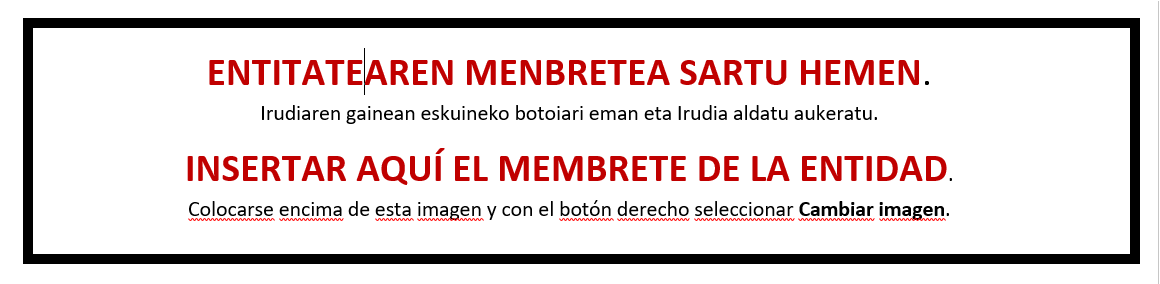 ENTITATEAREN MENBRETEA SARTU HEMEN.
Irudiaren gainean eskuineko botoiari eman eta Irudia aldatu aukeratu.
INSERTAR AQUÍ EL MEMBRETE DE LA ENTIDAD.
Colocarse encima de esta imagen y con el botón derecho seleccionar Cambiar imagen.